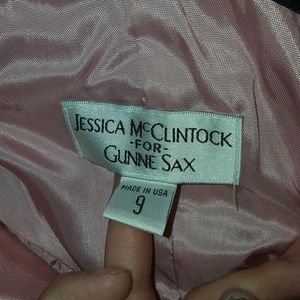 JESSICA McCLINTOCK
-FOR-
GUNNE SAX
MADE IN USA
9